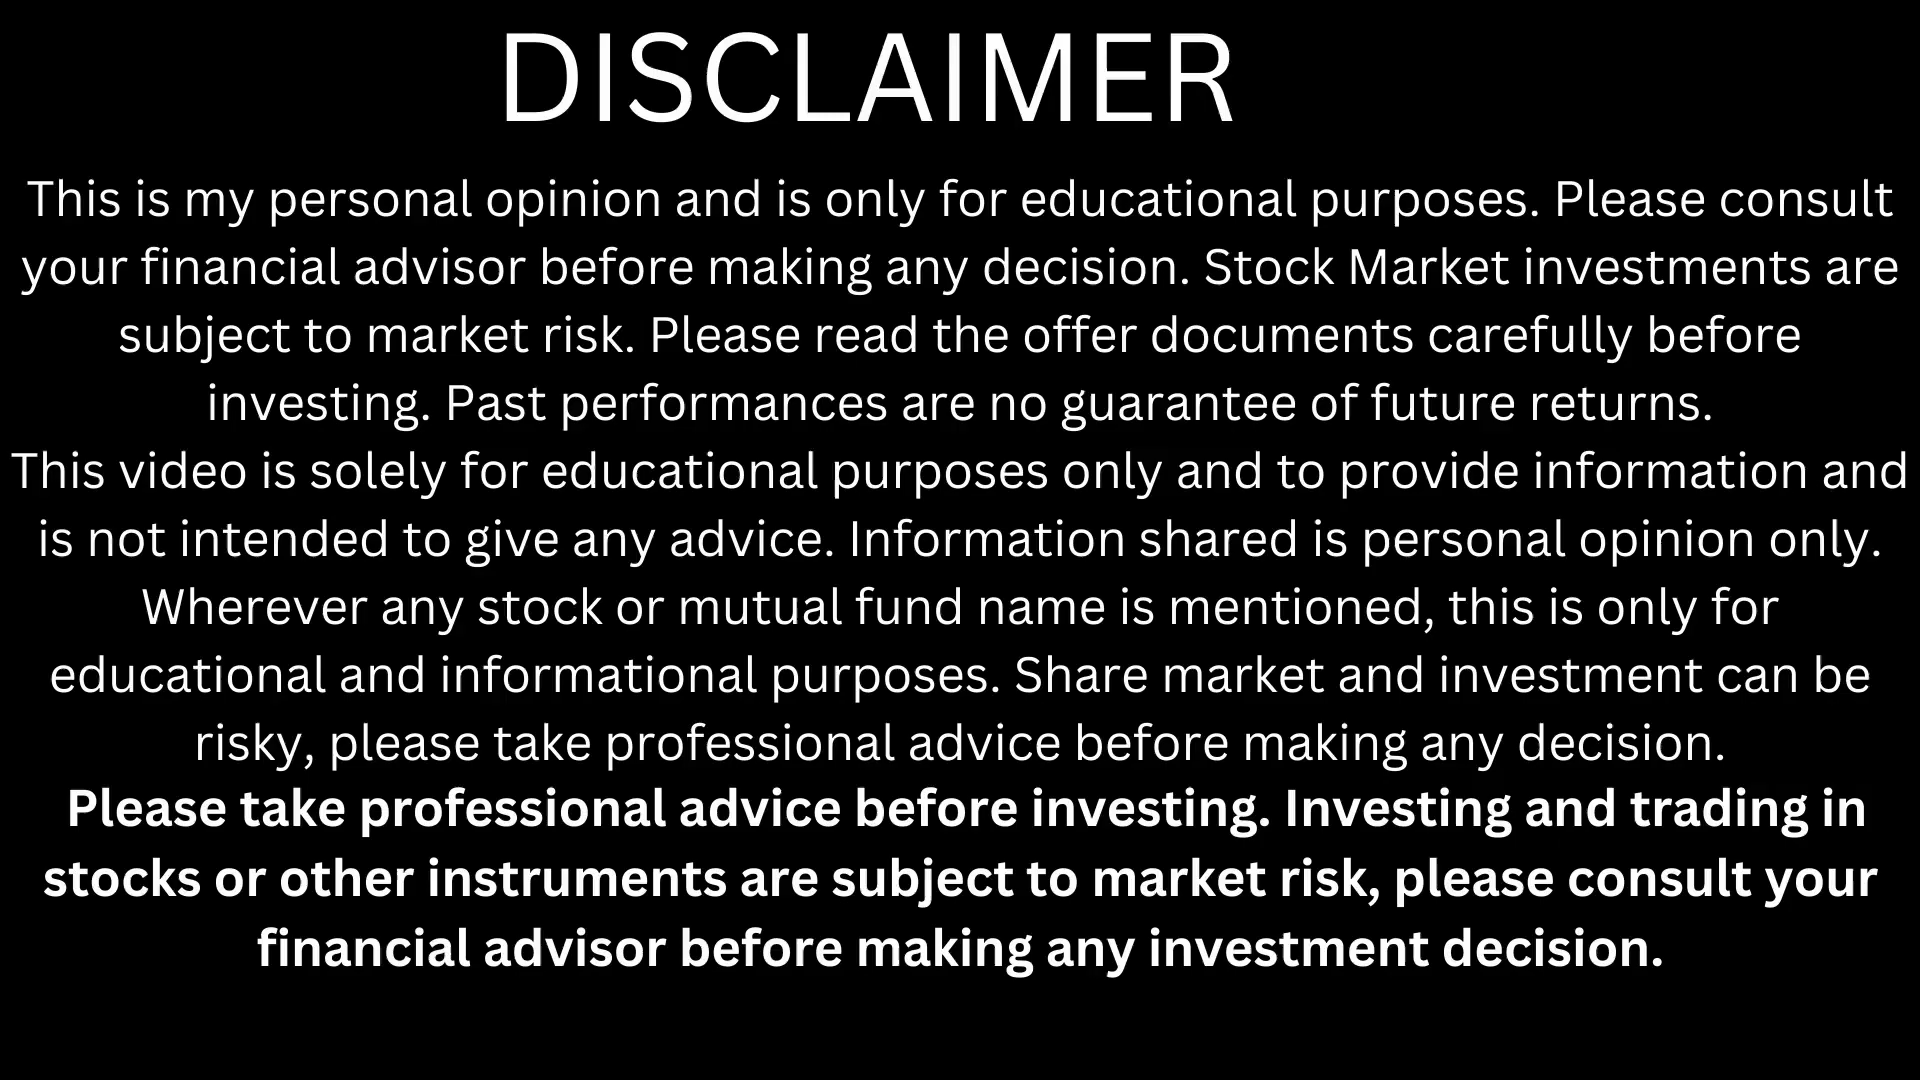 DISCLAIMER
This is my personal opinion and is only for educational purposes. Please consult
your financial advisor before making any decision. Stock Market investments are
subject to market risk. Please read the offer documents carefully before
investing. Past performances are no guarantee of future returns.
This video is solely for educational purposes only and to provide information and
is not intended to give any advice. Information shared is personal opinion only.
Wherever any stock or mutual fund name is mentioned, this is only for
educational and informational purposes. Share market and investment can be
risky, please take professional advice before making any decision.
Please take professional advice before investing. Investing and trading in
stocks or other instruments are subject to market risk, please consult your
financial advisor before making any investment decision.